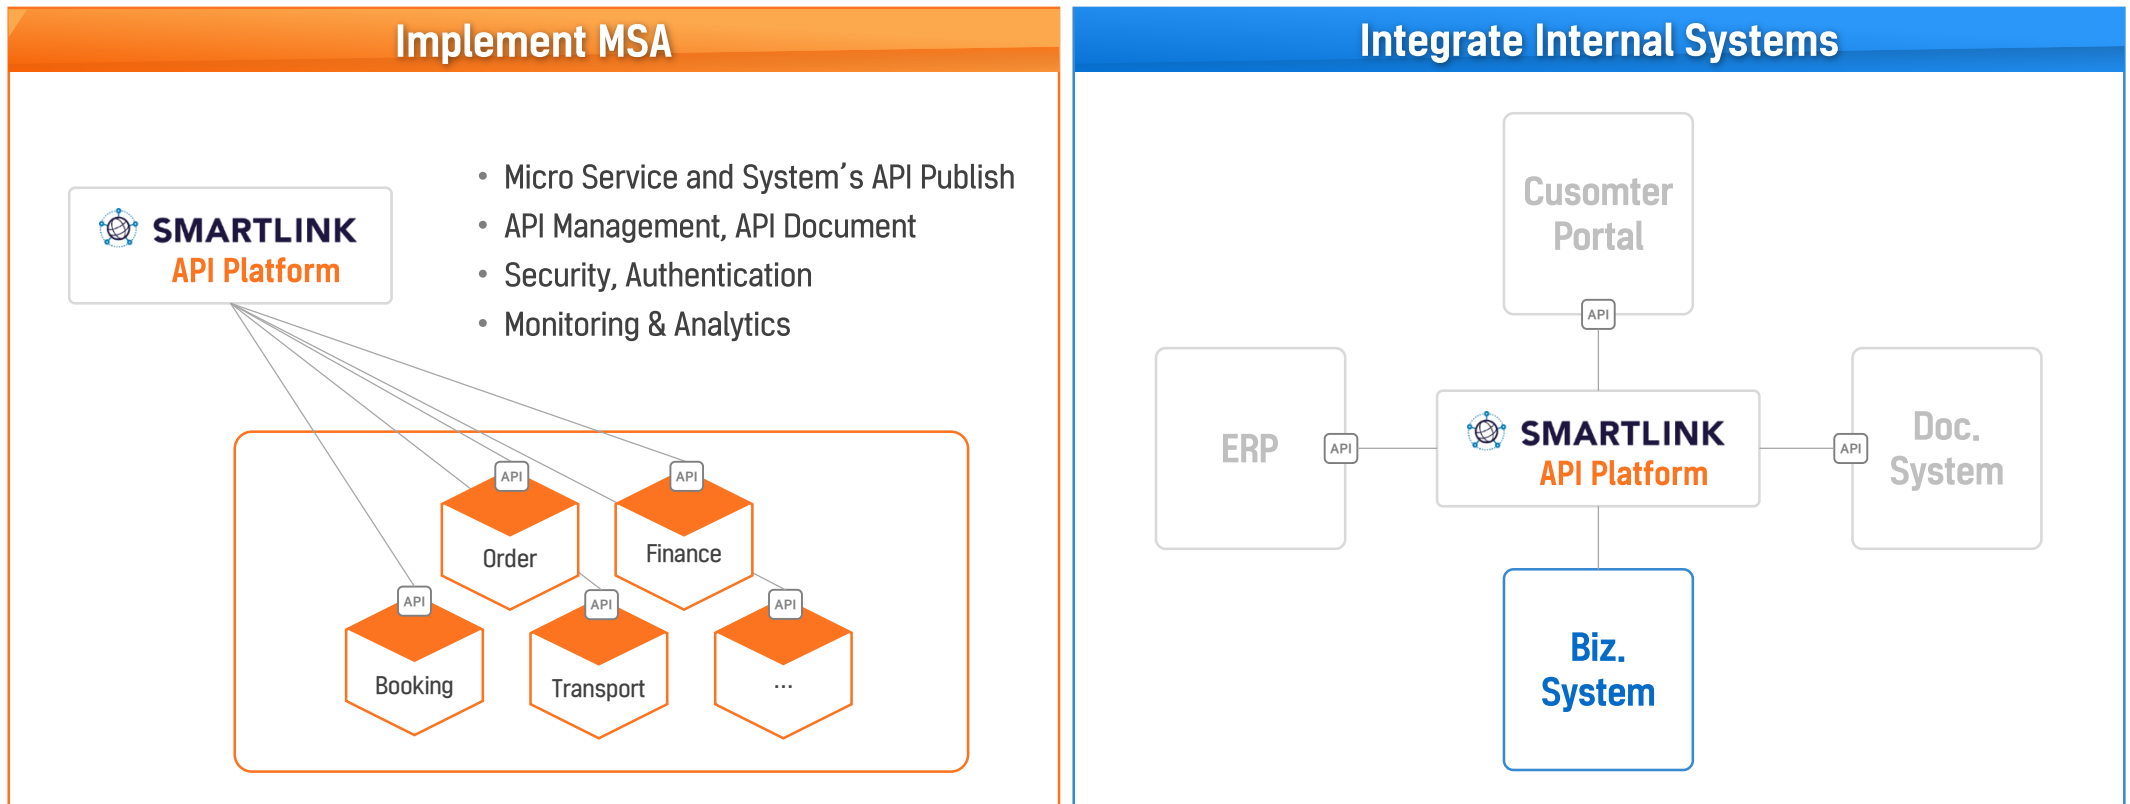 Implement MSA
SMARTLINK
API Platform
• Micro Service and System's API Publish
• API Management, API Document
• Security, Authentication
• Monitoring & Analytics
API
API
Order
Finance
API
API
API
Booking
Transport
...
Integrate Internal Systems
Cusomter
Portal
API
ERP
API
SMARTLINK
API Platform
API
Doc.
System
Biz.
System